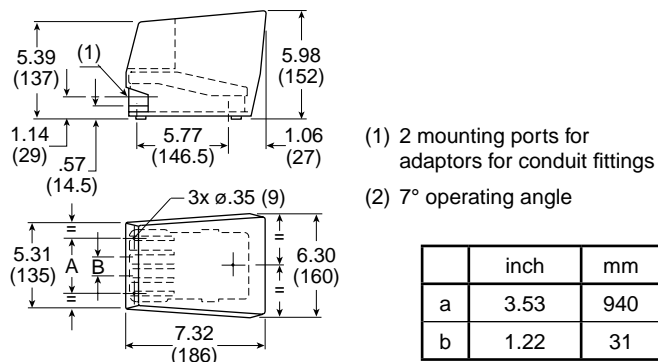 5.39
(137)
(1)
5.98
(152)
1.14
(29)
.57
(14.5)
5.77
(146.5)
1.06
(27)
(1) 2 mounting ports for
adaptors for conduit fittings
(2) 7° operating angle
3x ø.35 (9)
=
5.31
(135)
A
B
=
=
=
6.30
(160)
7.32
(186)
inch mm
a 3.53 940
b 1.22 31